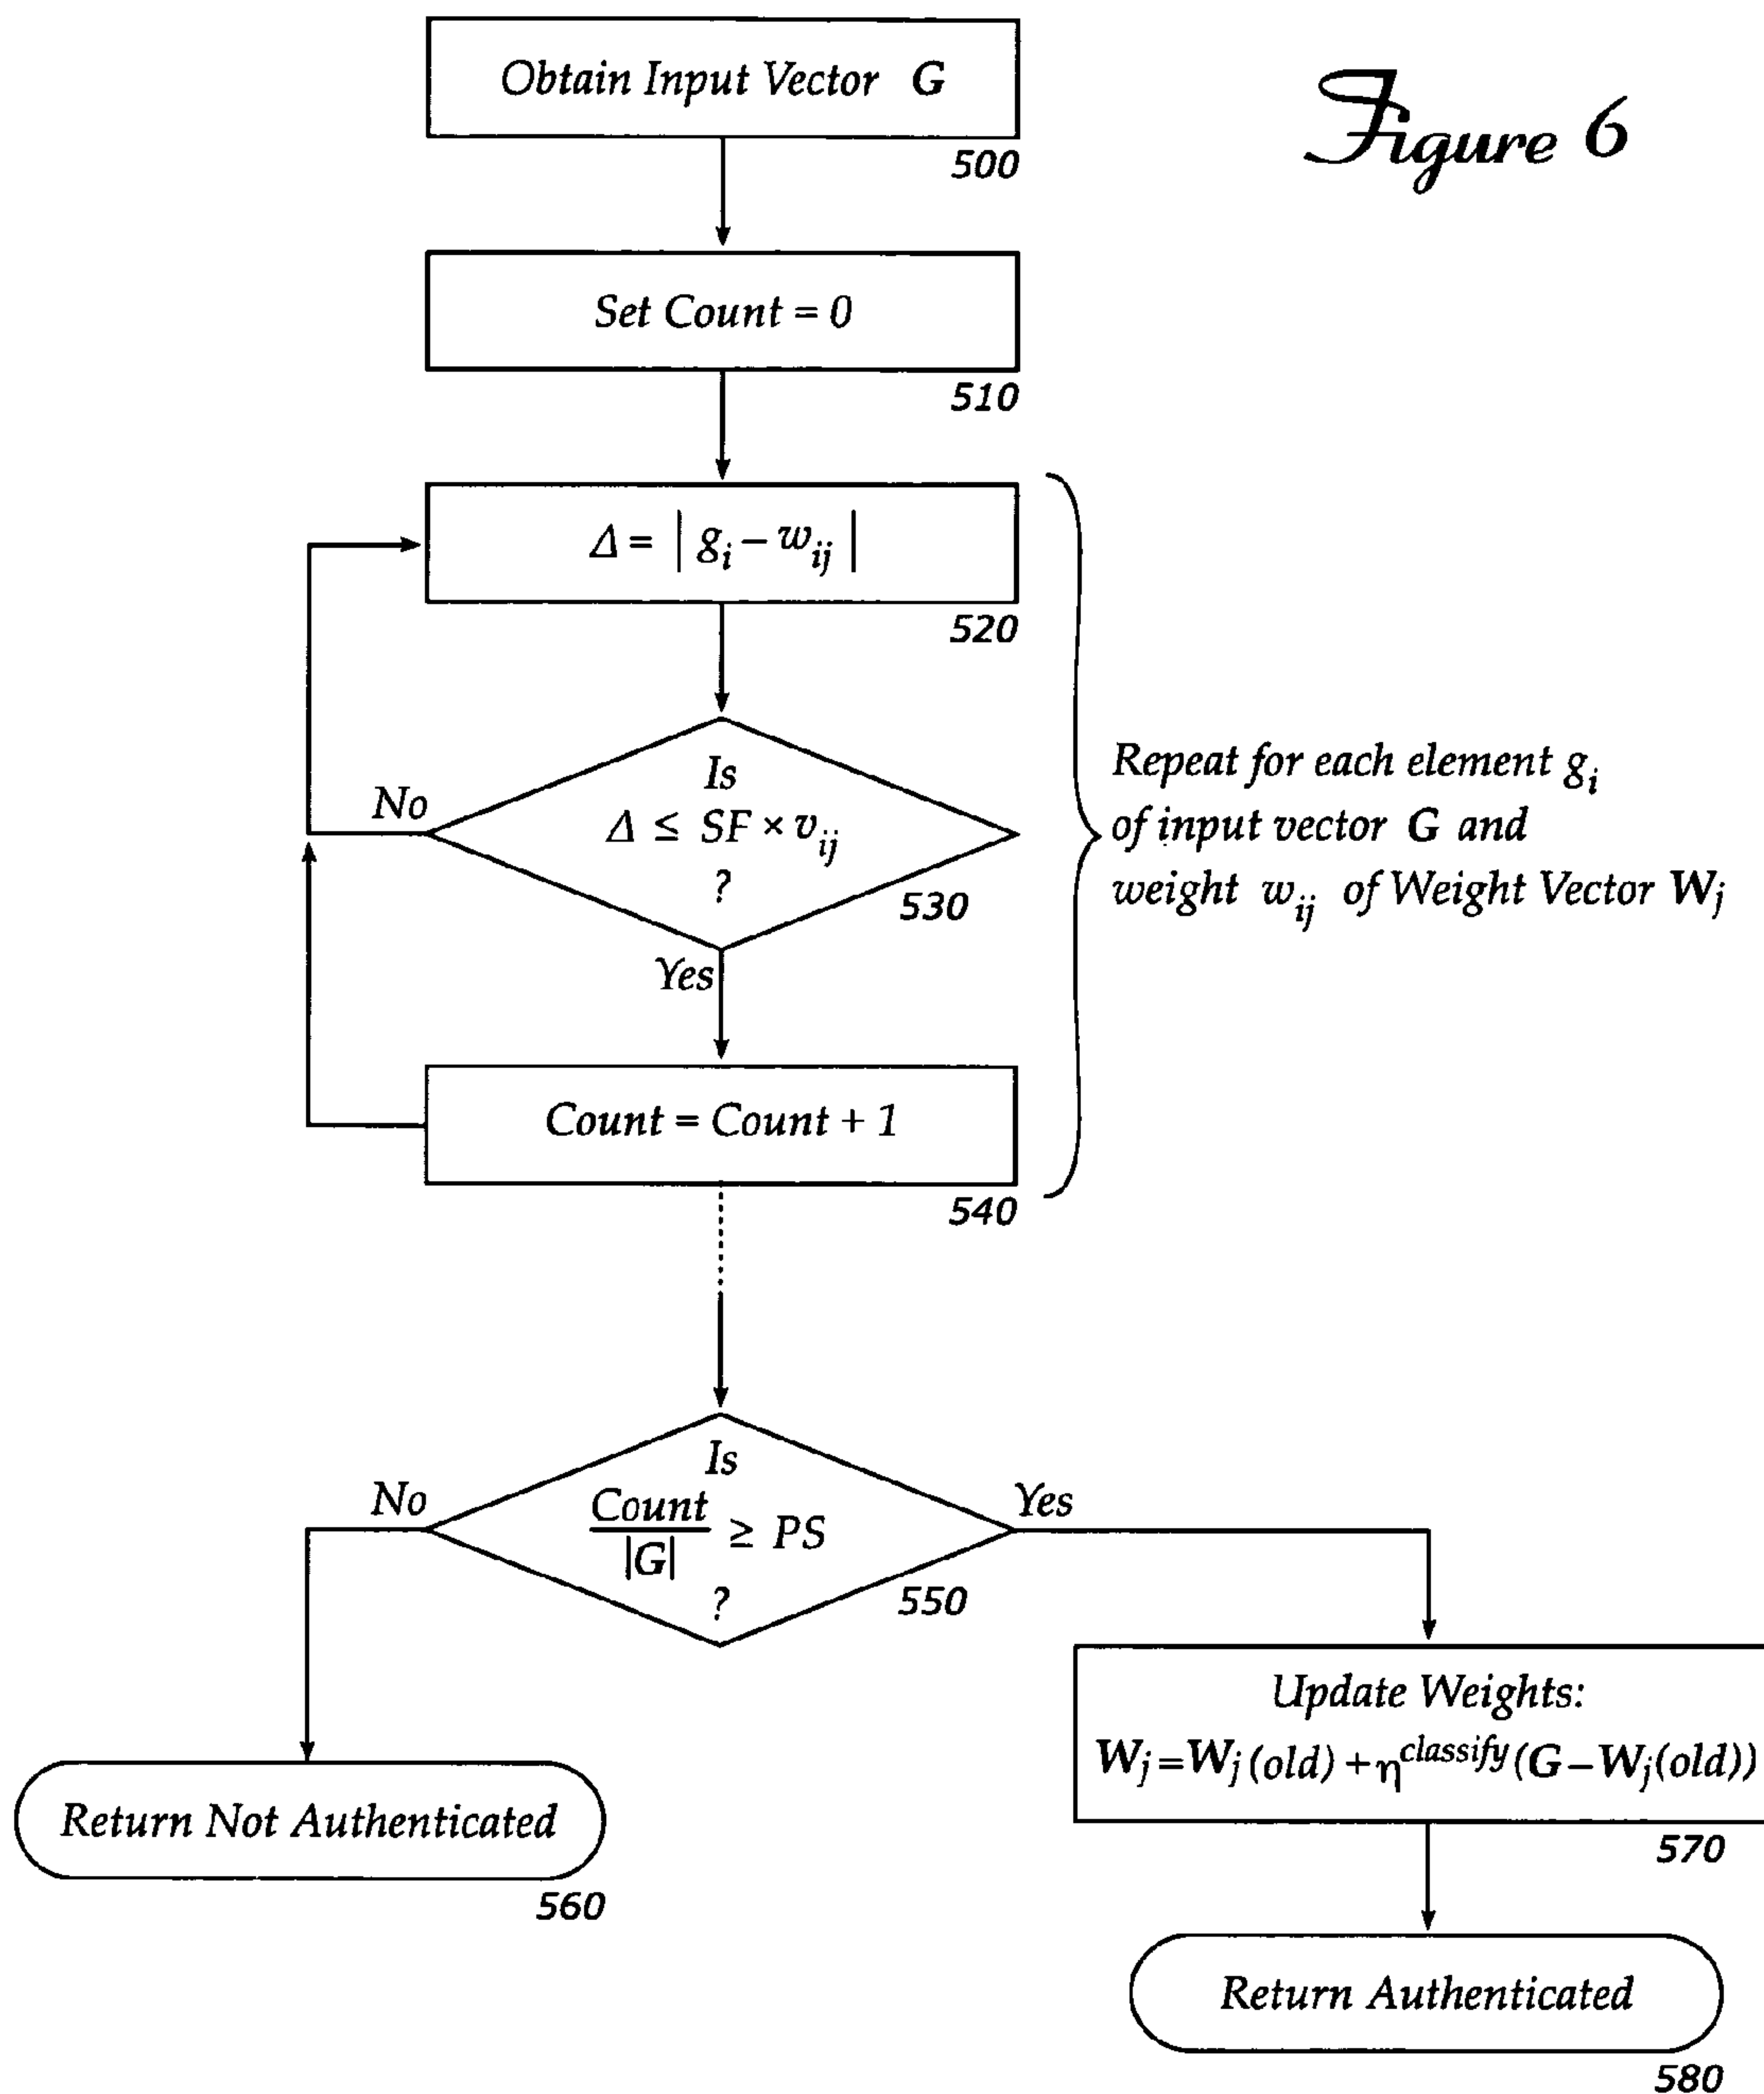 Figure 6
Obtain Input Vector G
500
Set Count = 0
510
Δ = | g_i − w_ij |
520
Is
Δ ≤ SF × v_ij
?
530
No
Yes
Repeat for each element g_i
of input vector G and
weight w_ij of Weight Vector W_j
Count = Count + 1
540
Is
Count
|G|
≥ PS
?
550
No
Yes
Update Weights:
W_j=W_j(old)+η^classify(G−W_j(old))
570
Return Not Authenticated
560
Return Authenticated
580